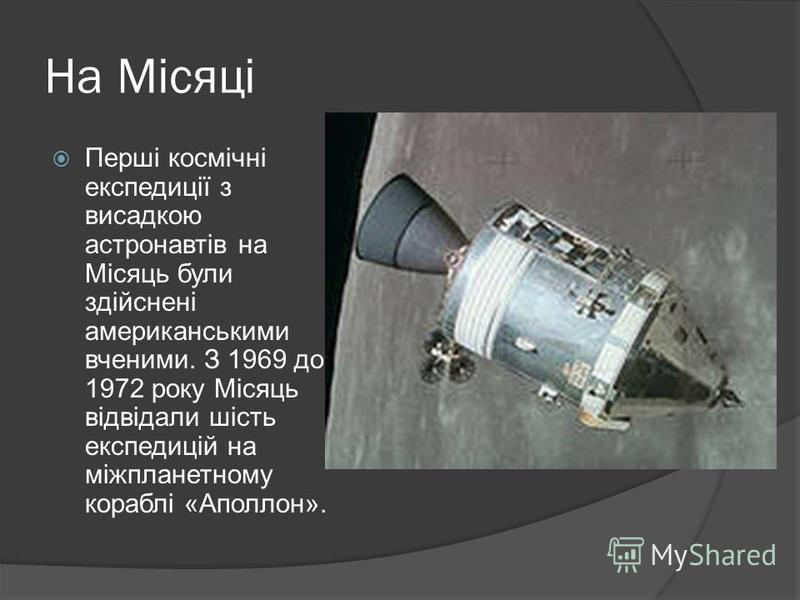 На Місяці
Перші космічні
експедиції з
висадкою
астронавтів на
Місяць були
здійснені
американськими
вченими. З 1969 до
1972 року Місяць
відвідали шість
експедицій на
міжпланетному
кораблі «Аполлон».
MyShared